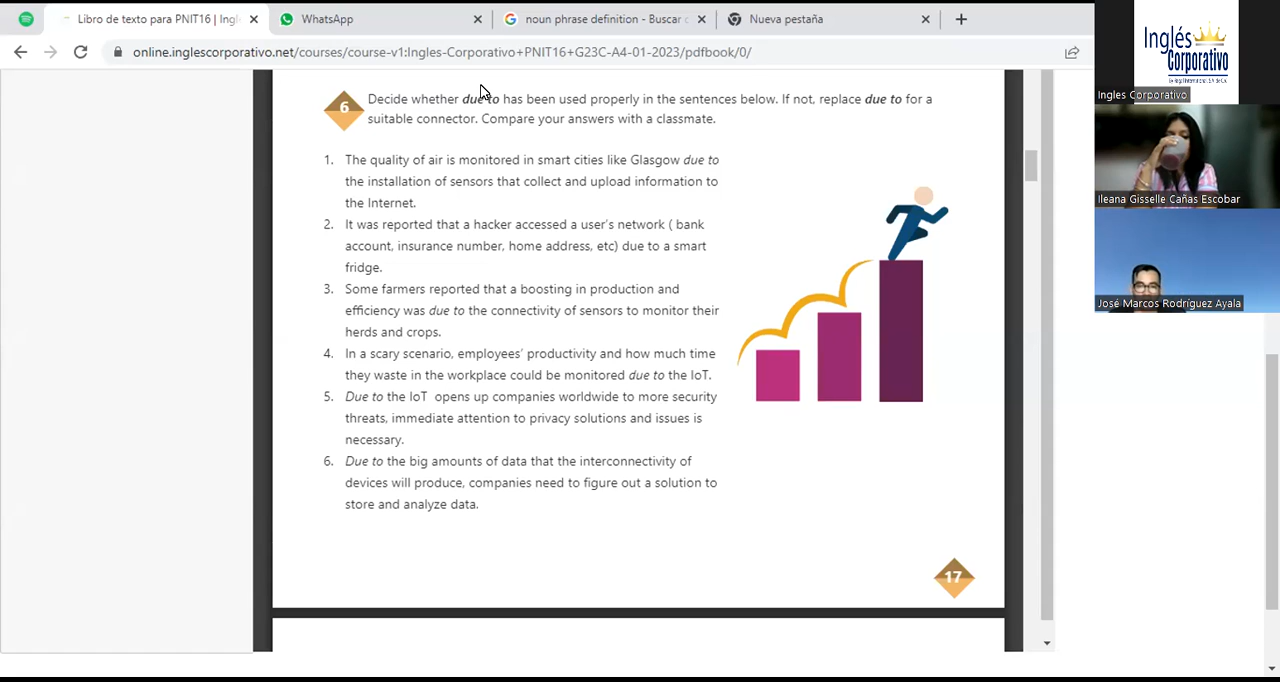 Libro de texto para PNIT16 | Ingl
WhatsApp
noun phrase definition - Buscar c
Nueva pestaña
online.inglescorporativo.net/courses/course-v1:Ingles-Corporativo+PNIT16+G23C-A4-01-2023/pdfbook/0/
Inglés
Corporativo
Ingles Corporativo
Ileana Gisselle Cañas Escobar
José Marcos Rodríguez Ayala
6
Decide whether due to has been used properly in the sentences below. If not, replace due to for a
suitable connector. Compare your answers with a classmate.
1. The quality of air is monitored in smart cities like Glasgow due to
the installation of sensors that collect and upload information to
the Internet.
2. It was reported that a hacker accessed a user's network ( bank
account, insurance number, home address, etc) due to a smart
fridge.
3. Some farmers reported that a boosting in production and
efficiency was due to the connectivity of sensors to monitor their
herds and crops.
4. In a scary scenario, employees' productivity and how much time
they waste in the workplace could be monitored due to the IoT.
5. Due to the IoT opens up companies worldwide to more security
threats, immediate attention to privacy solutions and issues is
necessary.
6. Due to the big amounts of data that the interconnectivity of
devices will produce, companies need to figure out a solution to
store and analyze data.
17